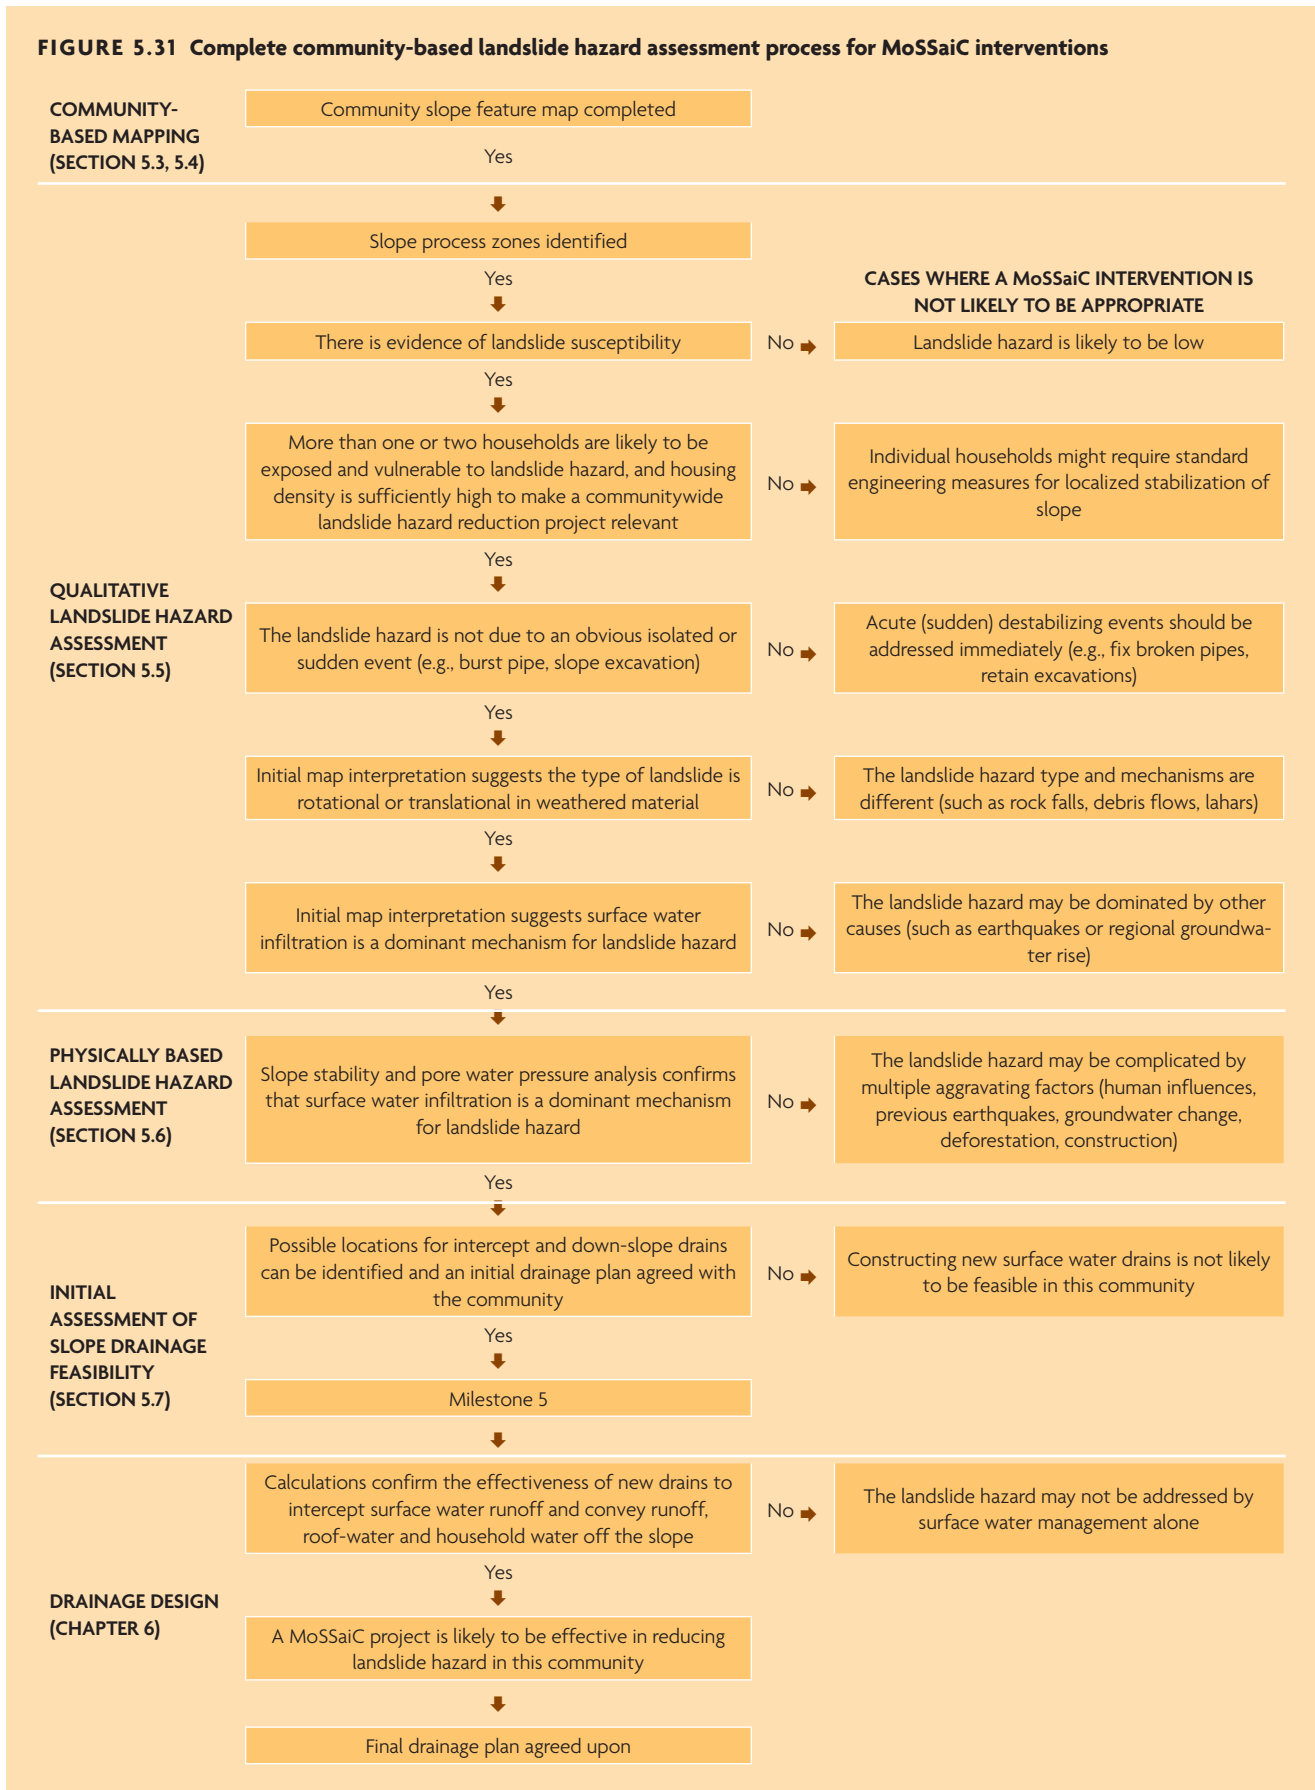 FIGURE 5.31 Complete community-based landslide hazard assessment process for MoSSaiC interventions
COMMUNITY-
BASED MAPPING
(SECTION 5.3, 5.4)
Community slope feature map completed
Yes
Slope process zones identified
Yes
CASES WHERE A MoSSaiC INTERVENTION IS
NOT LIKELY TO BE APPROPRIATE
There is evidence of landslide susceptibility
No
Landslide hazard is likely to be low
Yes
More than one or two households are likely to be
exposed and vulnerable to landslide hazard, and housing
density is sufficiently high to make a communitywide
landslide hazard reduction project relevant
No
Individual households might require standard
engineering measures for localized stabilization of
slope
Yes
QUALITATIVE
LANDSLIDE HAZARD
ASSESSMENT
(SECTION 5.5)
The landslide hazard is not due to an obvious isolated or
sudden event (e.g., burst pipe, slope excavation)
No
Acute (sudden) destabilizing events should be
addressed immediately (e.g., fix broken pipes,
retain excavations)
Yes
Initial map interpretation suggests the type of landslide is
rotational or translational in weathered material
No
The landslide hazard type and mechanisms are
different (such as rock falls, debris flows, lahars)
Yes
Initial map interpretation suggests surface water
infiltration is a dominant mechanism for landslide hazard
No
The landslide hazard may be dominated by other
causes (such as earthquakes or regional groundwa-
ter rise)
Yes
PHYSICALLY BASED
LANDSLIDE HAZARD
ASSESSMENT
(SECTION 5.6)
Slope stability and pore water pressure analysis confirms
that surface water infiltration is a dominant mechanism
for landslide hazard
No
The landslide hazard may be complicated by
multiple aggravating factors (human influences,
previous earthquakes, groundwater change,
deforestation, construction)
Yes
INITIAL
ASSESSMENT OF
SLOPE DRAINAGE
FEASIBILITY
(SECTION 5.7)
Possible locations for intercept and down-slope drains
can be identified and an initial drainage plan agreed with
the community
No
Constructing new surface water drains is not likely
to be feasible in this community
Yes
Milestone 5
Calculations confirm the effectiveness of new drains to
intercept surface water runoff and convey runoff,
roof-water and household water off the slope
No
The landslide hazard may not be addressed by
surface water management alone
Yes
DRAINAGE DESIGN
(CHAPTER 6)
A MoSSaiC project is likely to be effective in reducing
landslide hazard in this community
Final drainage plan agreed upon